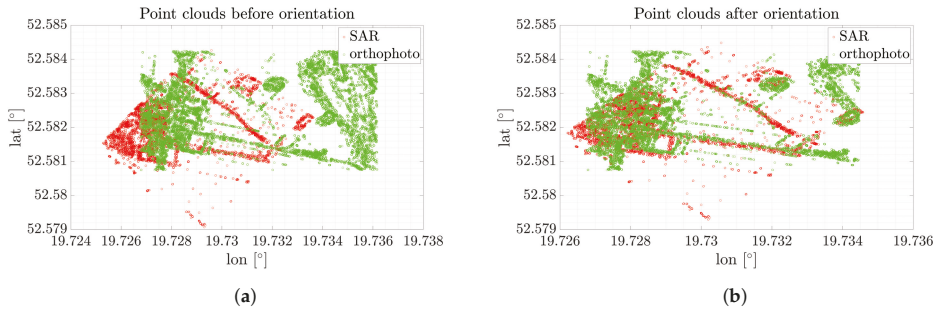 Point clouds before orientation
52.585
52.584
52.583
52.582
52.581
52.58
52.579
lat [°]
SAR
orthophoto
19.724
19.726
19.728
19.73
19.732
19.734
19.736
19.738
lon [°]
(a)
Point clouds after orientation
52.585
52.584
52.583
52.582
52.581
52.58
52.579
lat [°]
SAR
orthophoto
19.726
19.728
19.73
19.732
19.734
19.736
lon [°]
(b)